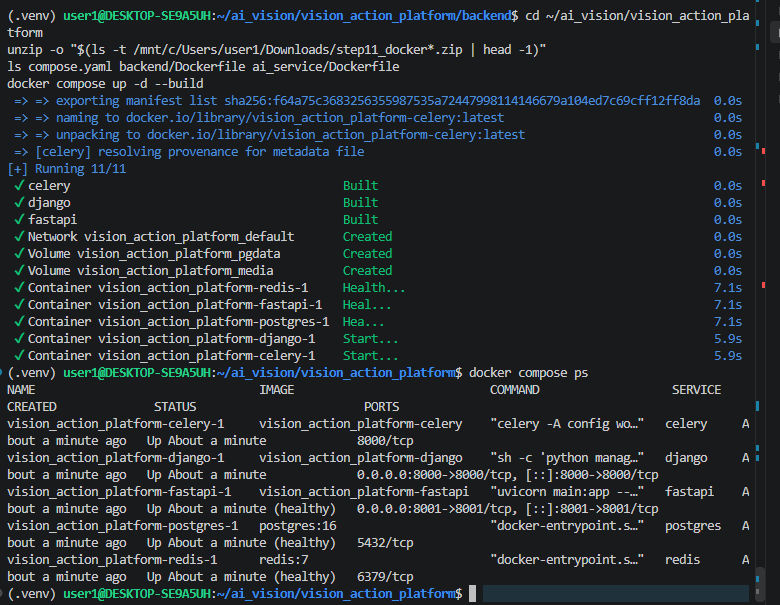 (.venv) user1@DESKTOP-SE9A5UH:~/ai_vision/vision_action_platform/backend$ cd ~/ai_vision/vision_action_pla
tform
unzip -o "$(ls -t /mnt/c/Users/user1/Downloads/step11_docker*.zip | head -1)"
ls compose.yaml backend/Dockerfile ai_service/Dockerfile
docker compose up -d --build
=> => exporting manifest list sha256:f64a75c3683256355987535a72447998114146679a104ed7c69cff12ff8da 0.0s
=> => naming to docker.io/library/vision_action_platform-celery:latest 0.0s
=> => unpacking to docker.io/library/vision_action_platform-celery:latest 0.0s
=> [celery] resolving provenance for metadata file 0.0s
[+] Running 11/11
✓ celery Built 0.0s
✓ django Built 0.0s
✓ fastapi Built 0.0s
✓ Network vision_action_platform_default Created 0.0s
✓ Volume vision_action_platform_pgdata Created 0.0s
✓ Volume vision_action_platform_media Created 0.0s
✓ Container vision_action_platform-redis-1 Health... 7.1s
✓ Container vision_action_platform-fastapi-1 Heal... 7.1s
✓ Container vision_action_platform-postgres-1 Hea... 7.1s
✓ Container vision_action_platform-django-1 Start... 5.9s
✓ Container vision_action_platform-celery-1 Start... 5.9s
(.venv) user1@DESKTOP-SE9A5UH:~/ai_vision/vision_action_platform$ docker compose ps
NAME IMAGE COMMAND SERVICE
CREATED STATUS PORTS
vision_action_platform-celery-1 vision_action_platform-celery "celery -A config wo…" celery A
bout a minute ago Up About a minute 8000/tcp
vision_action_platform-django-1 vision_action_platform-django "sh -c 'python manag…" django A
bout a minute ago Up About a minute 0.0.0.0:8000->8000/tcp, [::]:8000->8000/tcp
vision_action_platform-fastapi-1 vision_action_platform-fastapi "uvicorn main:app --…" fastapi A
bout a minute ago Up About a minute (healthy) 0.0.0.0:8001->8001/tcp, [::]:8001->8001/tcp
vision_action_platform-postgres-1 postgres:16 "docker-entrypoint.s…" postgres A
bout a minute ago Up About a minute (healthy) 5432/tcp
vision_action_platform-redis-1 redis:7 "docker-entrypoint.s…" redis A
bout a minute ago Up About a minute (healthy) 6379/tcp
(.venv) user1@DESKTOP-SE9A5UH:~/ai_vision/vision_action_platform$